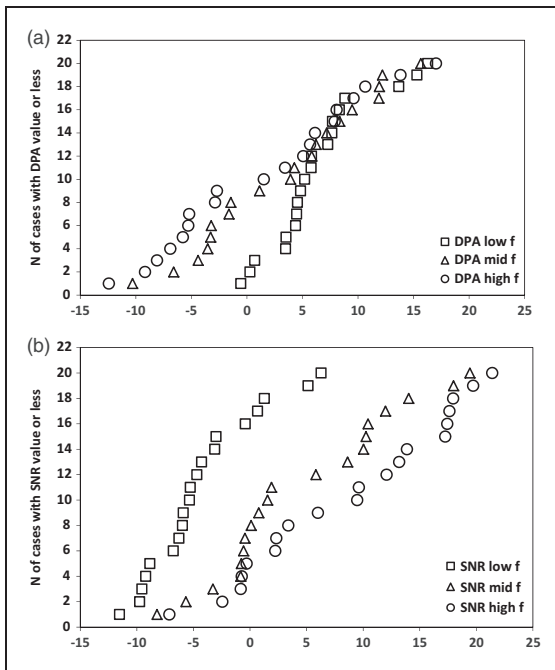 (a)
22
20
18
16
14
12
10
8
6
4
2
0
N of cases with DPA value or less
DPA low f
DPA mid f
DPA high f
-15 -10 -5 0 5 10 15 20 25
(b)
22
20
18
16
14
12
10
8
6
4
2
0
N of cases with SNR value or less
SNR low f
SNR mid f
SNR high f
-15 -10 -5 0 5 10 15 20 25